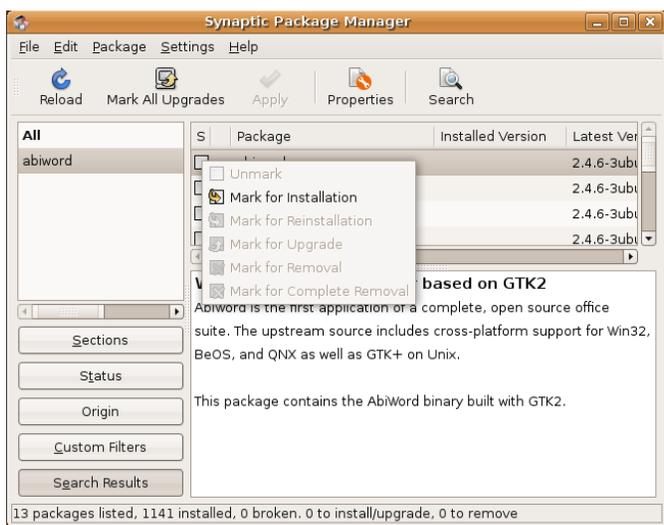 Synaptic Package Manager
File Edit Package Settings Help
Reload Mark All Upgrades Apply Properties Search
All
abiword
S Package Installed Version Latest Ver
2.4.6-3ubu
2.4.6-3ubu
2.4.6-3ubu
2.4.6-3ubu
Unmark
Mark for Installation
Mark for Reinstallation
Mark for Upgrade
Mark for Removal
Mark for Complete Removal
based on GTK2
AbiWord is the first application of a complete, open source office
suite. The upstream source includes cross-platform support for Win32,
BeOS, and QNX as well as GTK+ on Unix.
This package contains the AbiWord binary built with GTK2.
Sections
Status
Origin
Custom Filters
Search Results
13 packages listed, 1141 installed, 0 broken. 0 to install/upgrade, 0 to remove